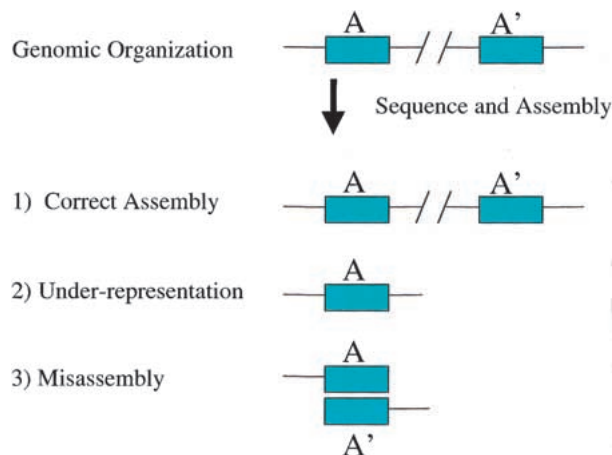 A A’
Genomic Organization
Sequence and Assembly
A A’
1) Correct Assembly
A
2) Under-representation
A
3) Misassembly
A’